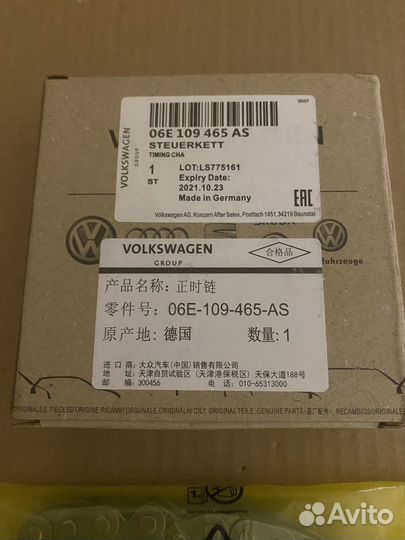 3047
VOLKSWAGEN
GROUP
06E 109 465 AS
STEUERKETT
TIMING CHA
1
ST
LOT:LS775161
Expiry Date:
2021.10.23
Made in Germany
EAC
Volkswagen AG, Konzern After Sales, Postfach 1451,34219 Baunatal
VOLKSWAGEN
GROUP
合格品
fahrzeuge
产品名称: 正时链
零件号: 06E-109-465-AS
原产地: 德国 数量: 1
进 口 商: 大众汽车(中国)销售有限公司
地 址: 天津自贸试验区 (天津港保税区) 天保大道188号
邮 编: 300456 电 话: 010-65313000
Avito